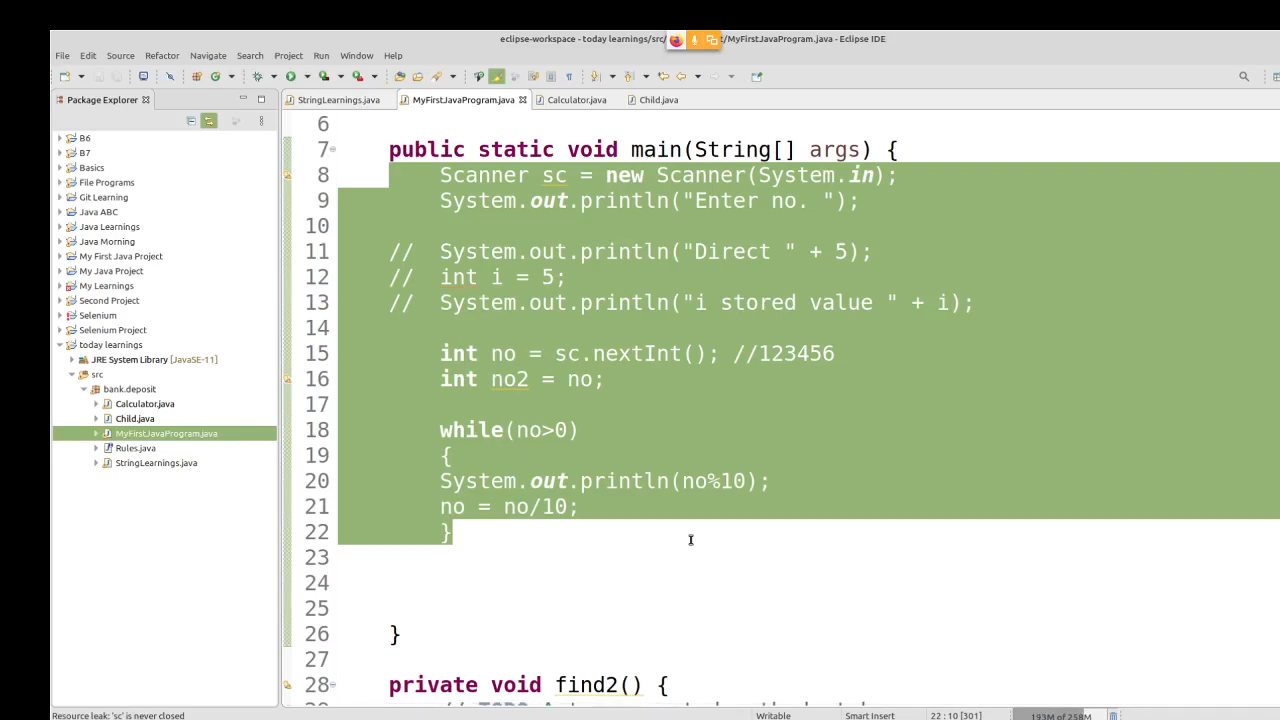 eclipse-workspace - today learnings/src/ t/MyFirstJavaProgram.java - Eclipse IDE
File Edit Source Refactor Navigate Search Project Run Window Help
Package Explorer
StringLearnings.java MyFirstJavaProgram.java Calculator.java Child.java
B6
B7
Basics
File Programs
Git Learning
Java ABC
Java Learnings
Java Morning
My First Java Project
My Java Project
My Learnings
Second Project
Selenium
Selenium Project
today learnings
JRE System Library [JavaSE-11]
src
bank.deposit
Calculator.java
Child.java
MyFirstJavaProgram.java
Rules.java
StringLearnings.java
6
7 public static void main(String[] args) {
8 Scanner sc = new Scanner(System.in);
9 System.out.println("Enter no. ");
10
11 // System.out.println("Direct " + 5);
12 // int i = 5;
13 // System.out.println("i stored value " + i);
14
15 int no = sc.nextInt(); //123456
16 int no2 = no;
17
18 while(no>0)
19 {
20 System.out.println(no%10);
21 no = no/10;
22 }
23
24
25
26 }
27
28 private void find2() {
Resource leak: 'sc' is never closed Writable Smart Insert 22 : 10 [301] 193M of 258M